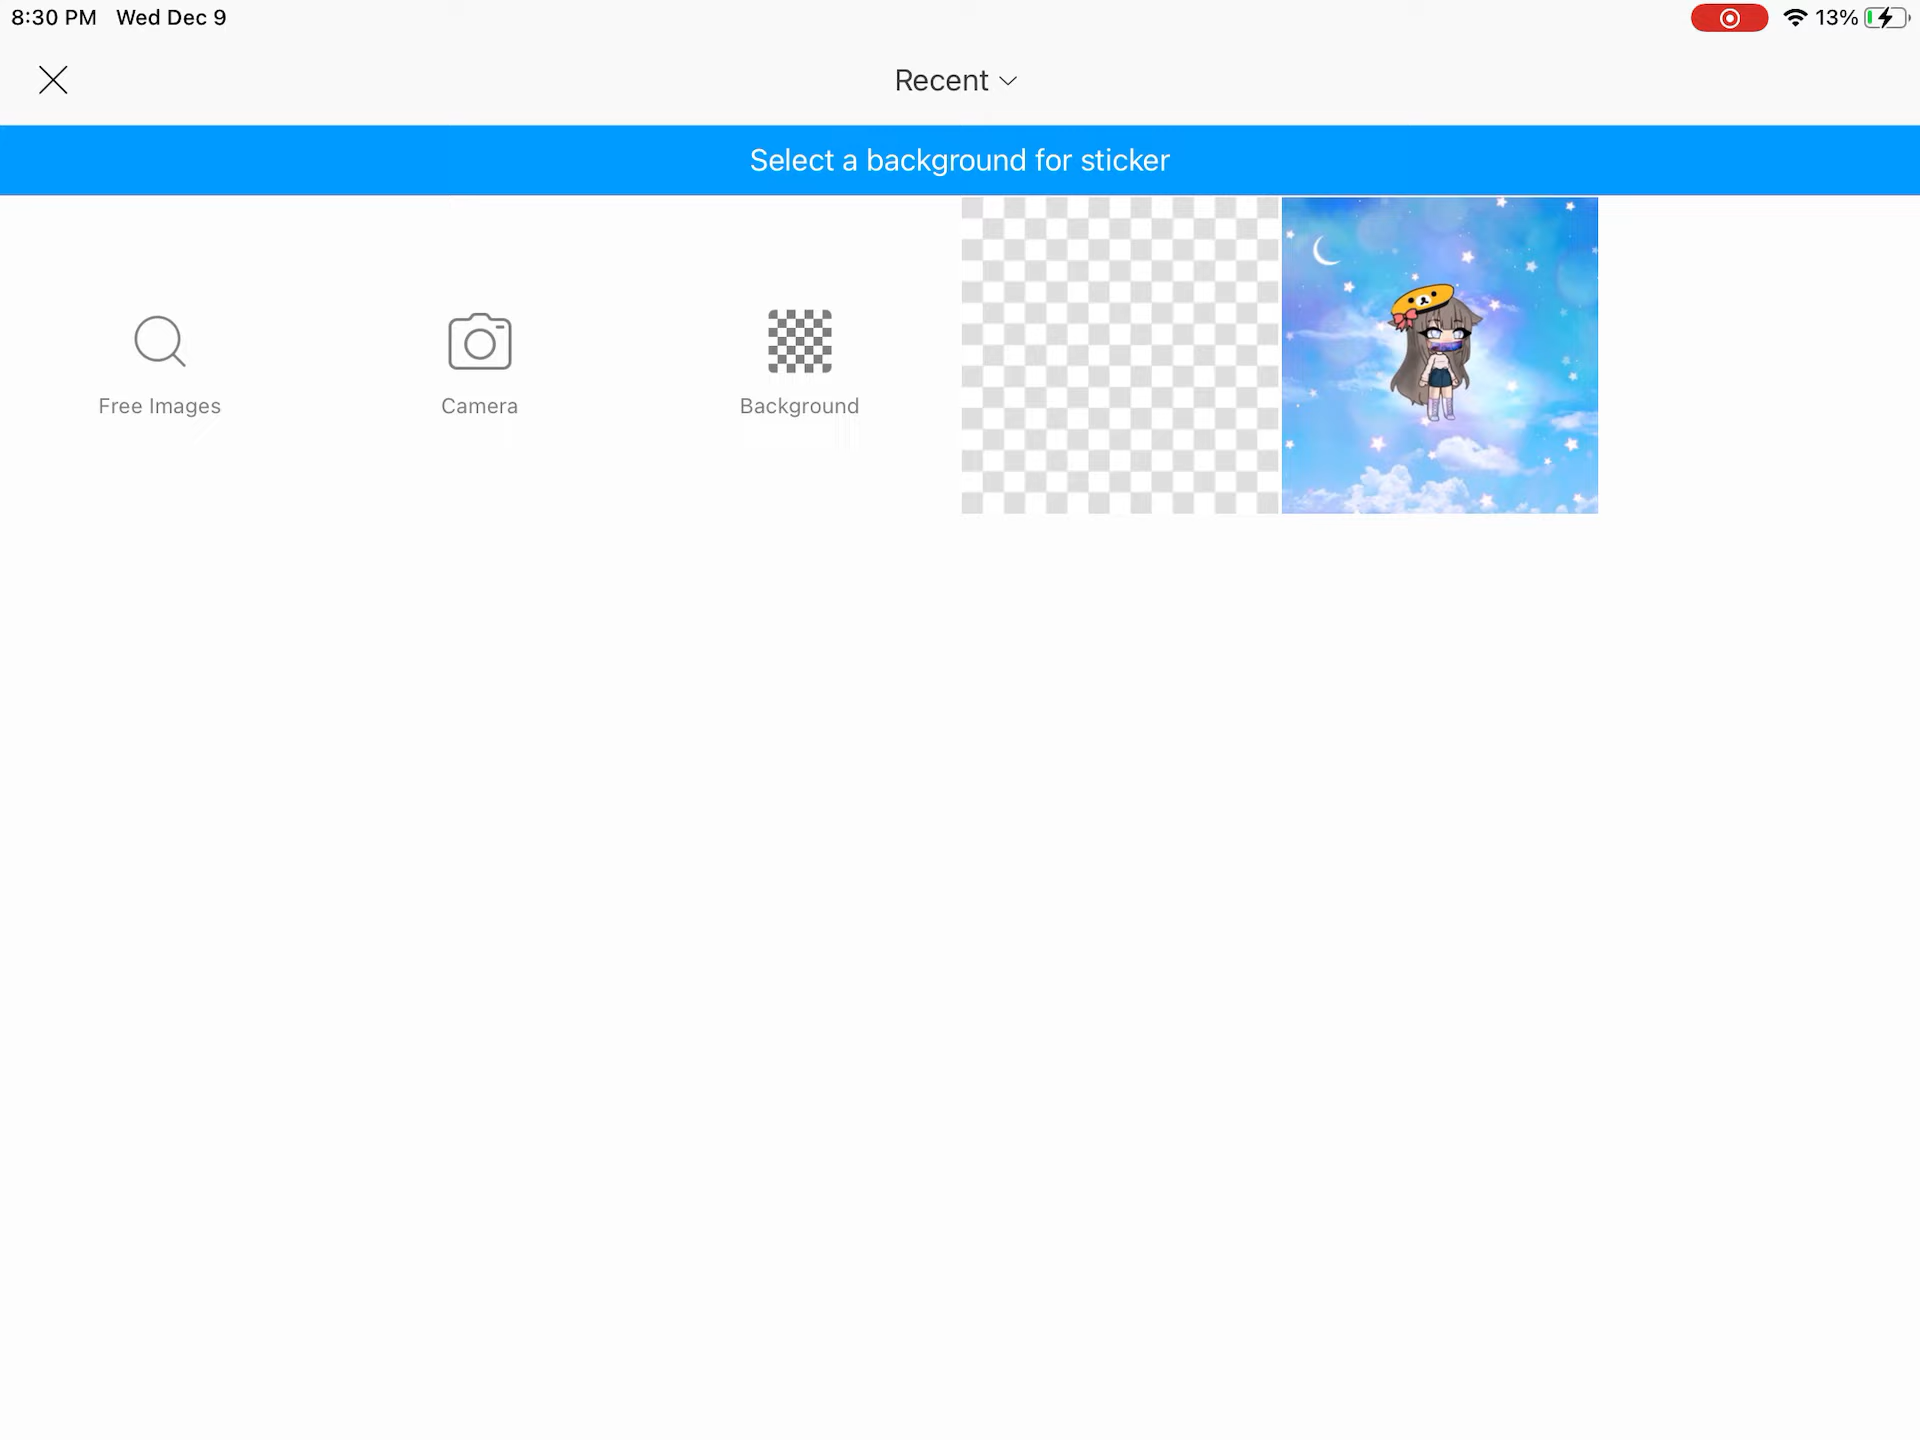 8:30 PM Wed Dec 9
13%
Recent
Select a background for sticker
Free Images
Camera
Background